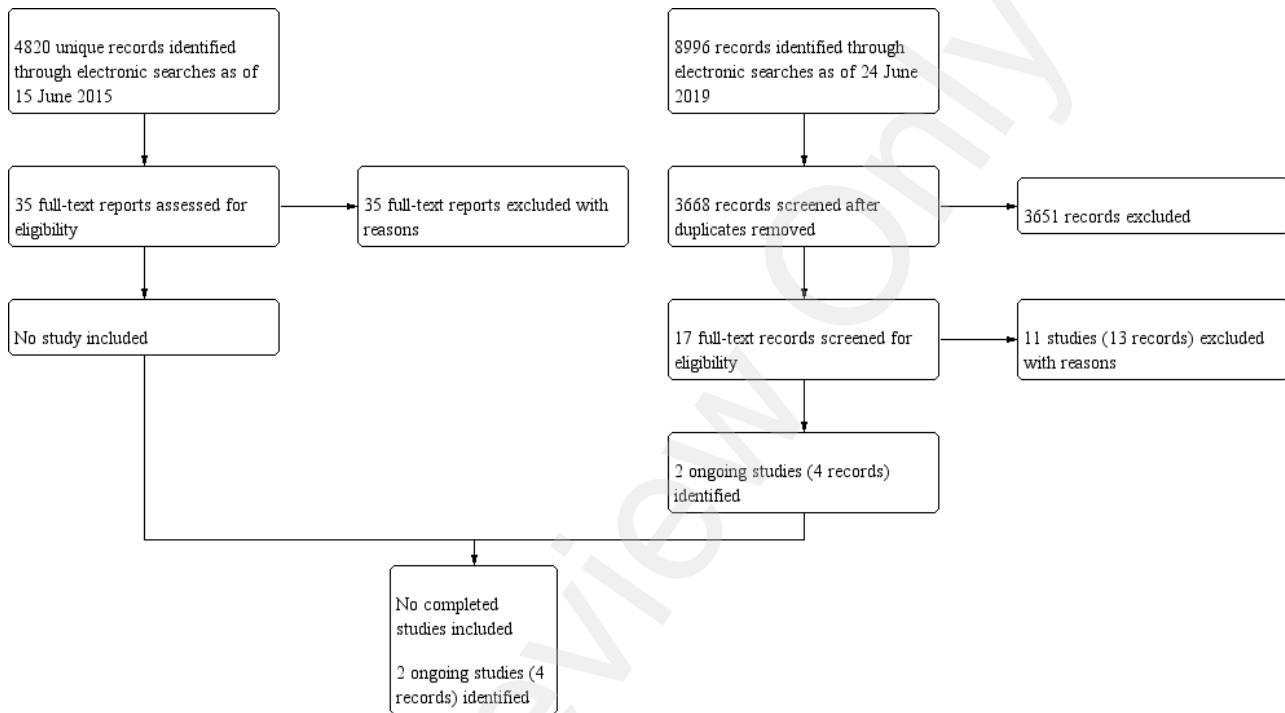 4820 unique records identified
through electronic searches as of
15 June 2015
8996 records identified through
electronic searches as of 24 June
2019
35 full-text reports assessed for
eligibility
35 full-text reports excluded with
reasons
3668 records screened after
duplicates removed
3651 records excluded
No study included
17 full-text records screened for
eligibility
11 studies (13 records) excluded
with reasons
2 ongoing studies (4 records)
identified
No completed
studies included
2 ongoing studies (4
records) identified
view Only